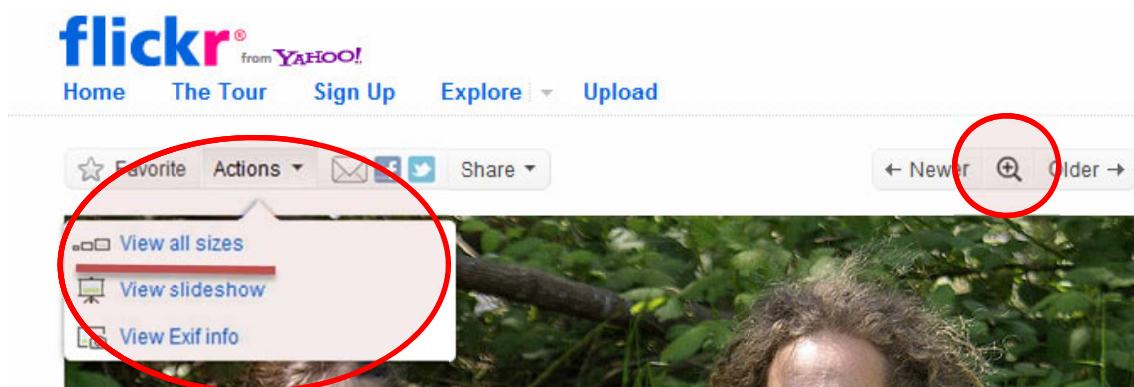 flickr® from YAHOO!
Home The Tour Sign Up Explore Upload
Favorite Actions Share ← Newer Older →
View all sizes
View slideshow
View Exif info